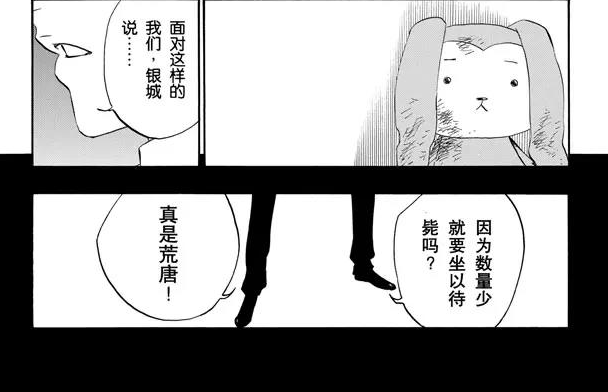 面对这样的
我们，银城
说……
因为数量少
就要坐以待
毙吗？
真是荒唐！